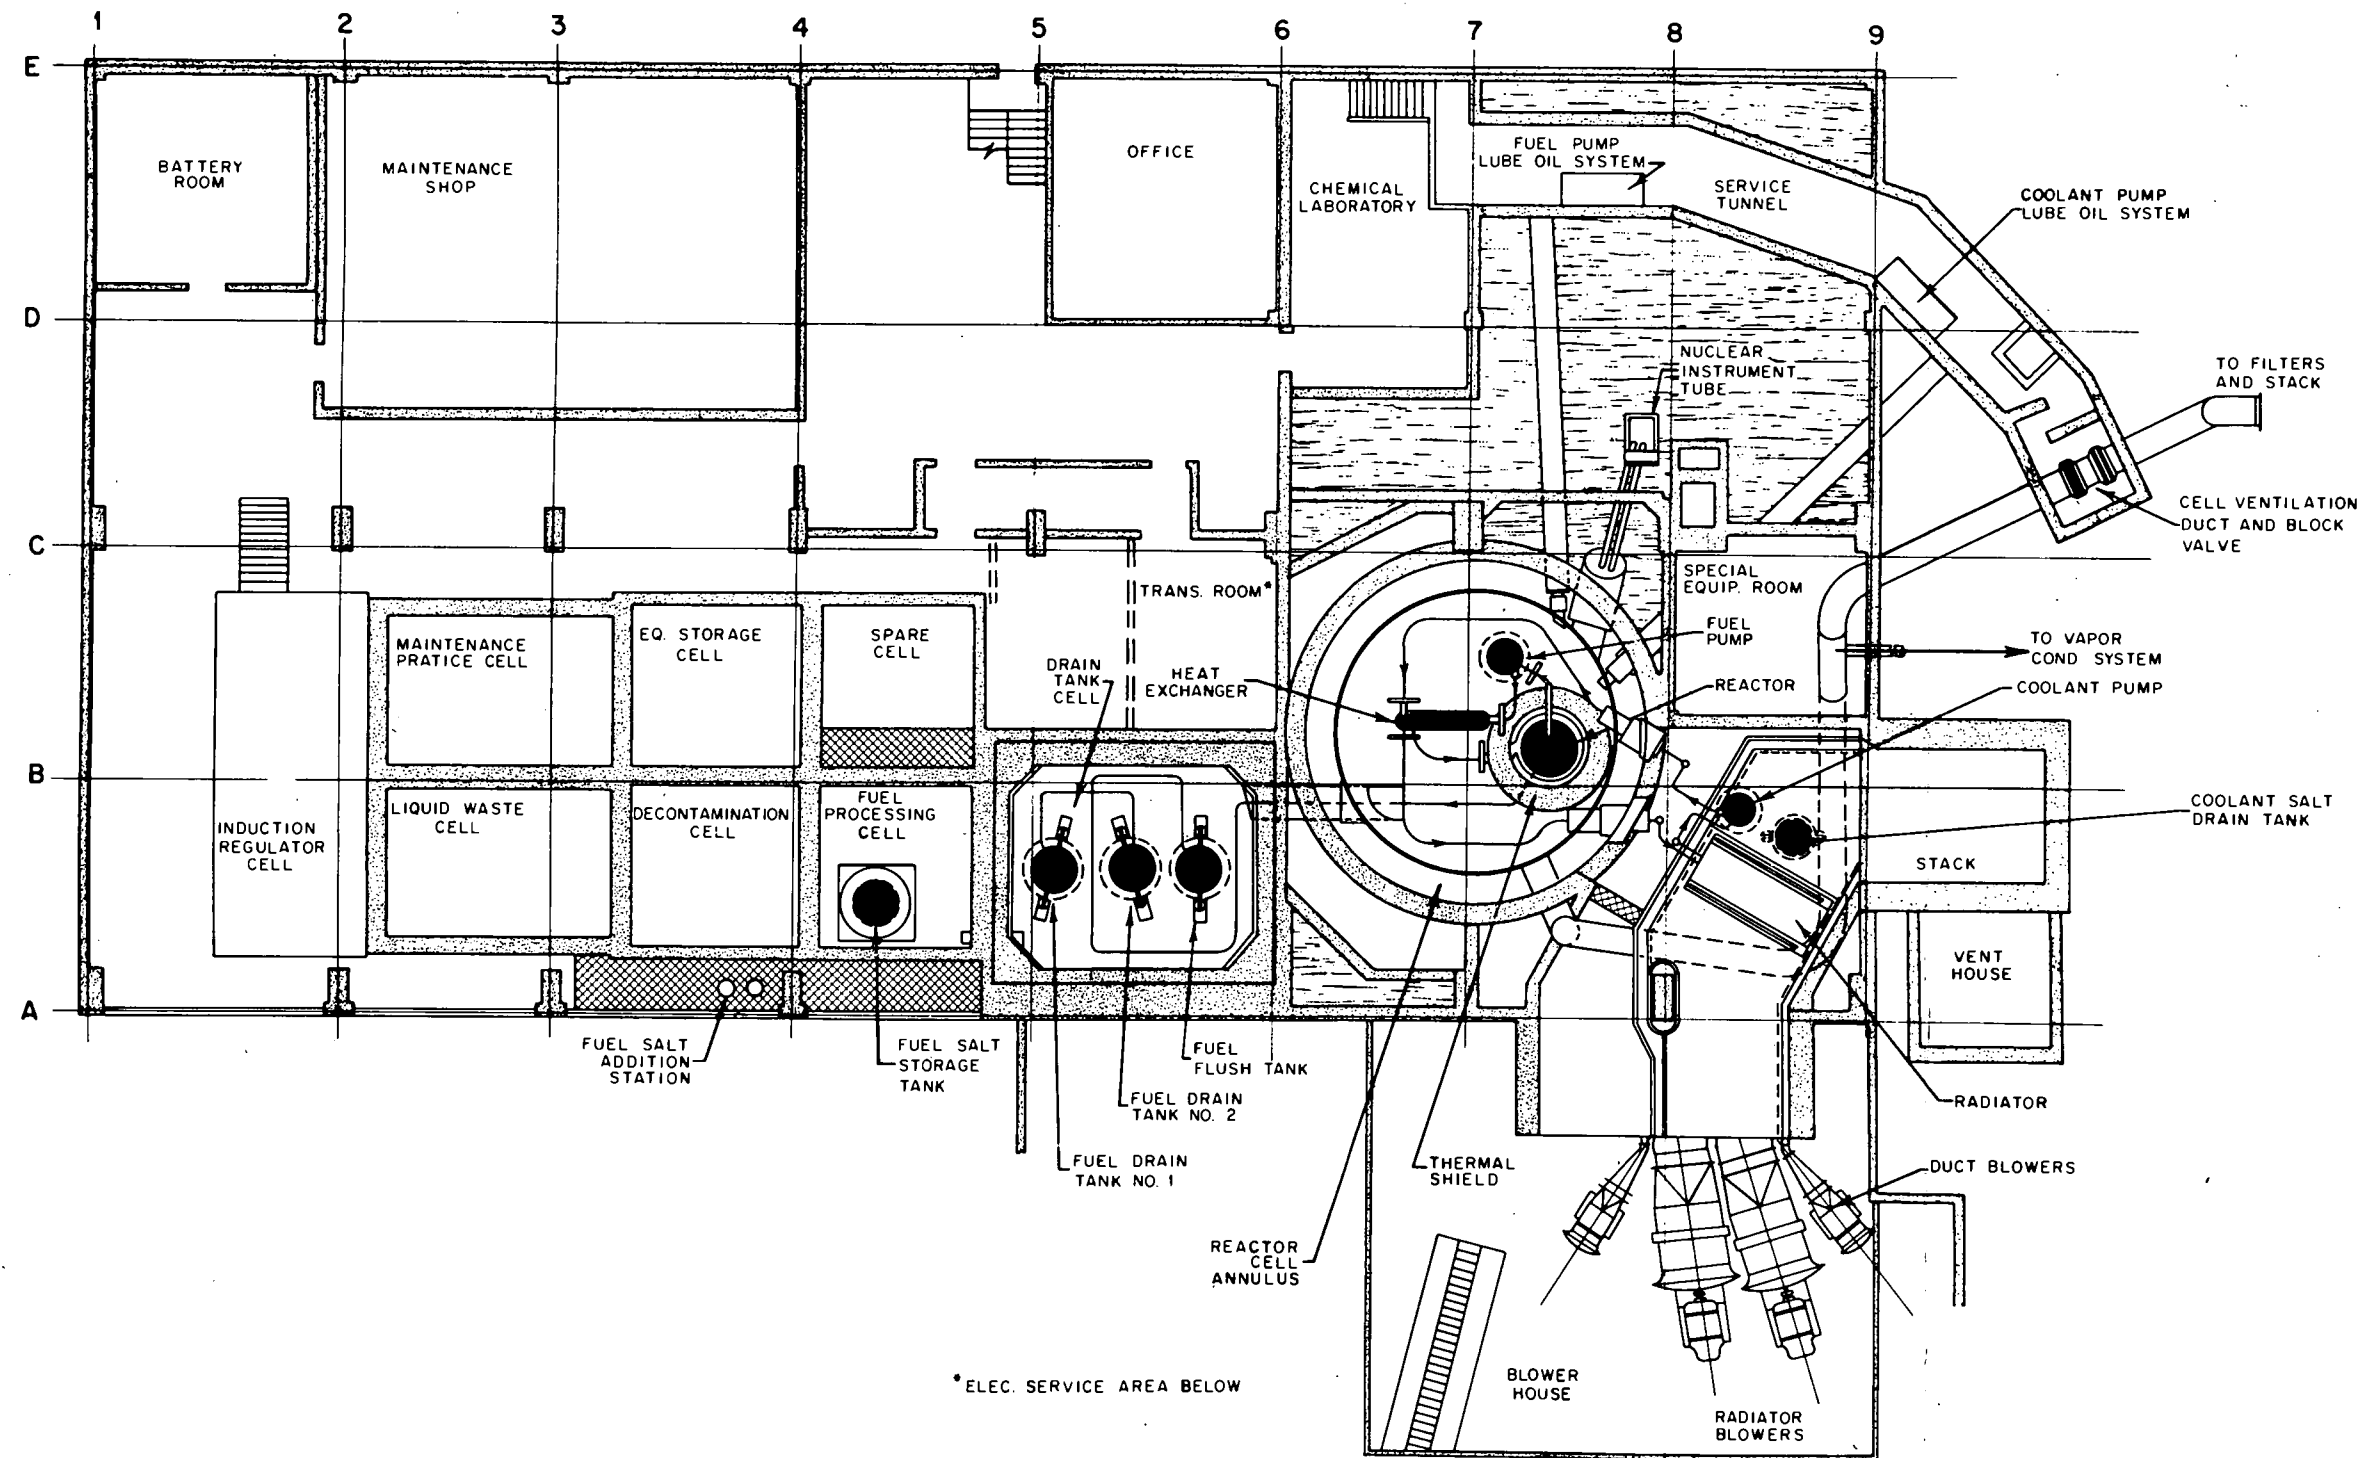 1 2 3 4 5 6 7 8 9
E
D
C
B
A
BATTERY
ROOM
MAINTENANCE
SHOP
OFFICE
CHEMICAL
LABORATORY
FUEL PUMP
LUBE OIL SYSTEM
SERVICE
TUNNEL
COOLANT PUMP
LUBE OIL SYSTEM
NUCLEAR
INSTRUMENT
TUBE
TO FILTERS
AND STACK
CELL VENTILATION
DUCT AND BLOCK
VALVE
TRANS. ROOM*
SPECIAL
EQUIP. ROOM
FUEL
PUMP
MAINTENANCE
PRATICE CELL
EQ. STORAGE
CELL
SPARE
CELL
DRAIN
TANK
CELL
HEAT
EXCHANGER
REACTOR
TO VAPOR
COND SYSTEM
COOLANT PUMP
INDUCTION
REGULATOR
CELL
LIQUID WASTE
CELL
DECONTAMINATION
CELL
FUEL
PROCESSING
CELL
COOLANT SALT
DRAIN TANK
STACK
VENT
HOUSE
FUEL SALT
ADDITION
STATION
FUEL SALT
STORAGE
TANK
FUEL
FLUSH TANK
FUEL DRAIN
TANK NO. 2
FUEL DRAIN
TANK NO. 1
THERMAL
SHIELD
RADIATOR
DUCT BLOWERS
REACTOR
CELL
ANNULUS
*ELEC. SERVICE AREA BELOW
BLOWER
HOUSE
RADIATOR
BLOWERS